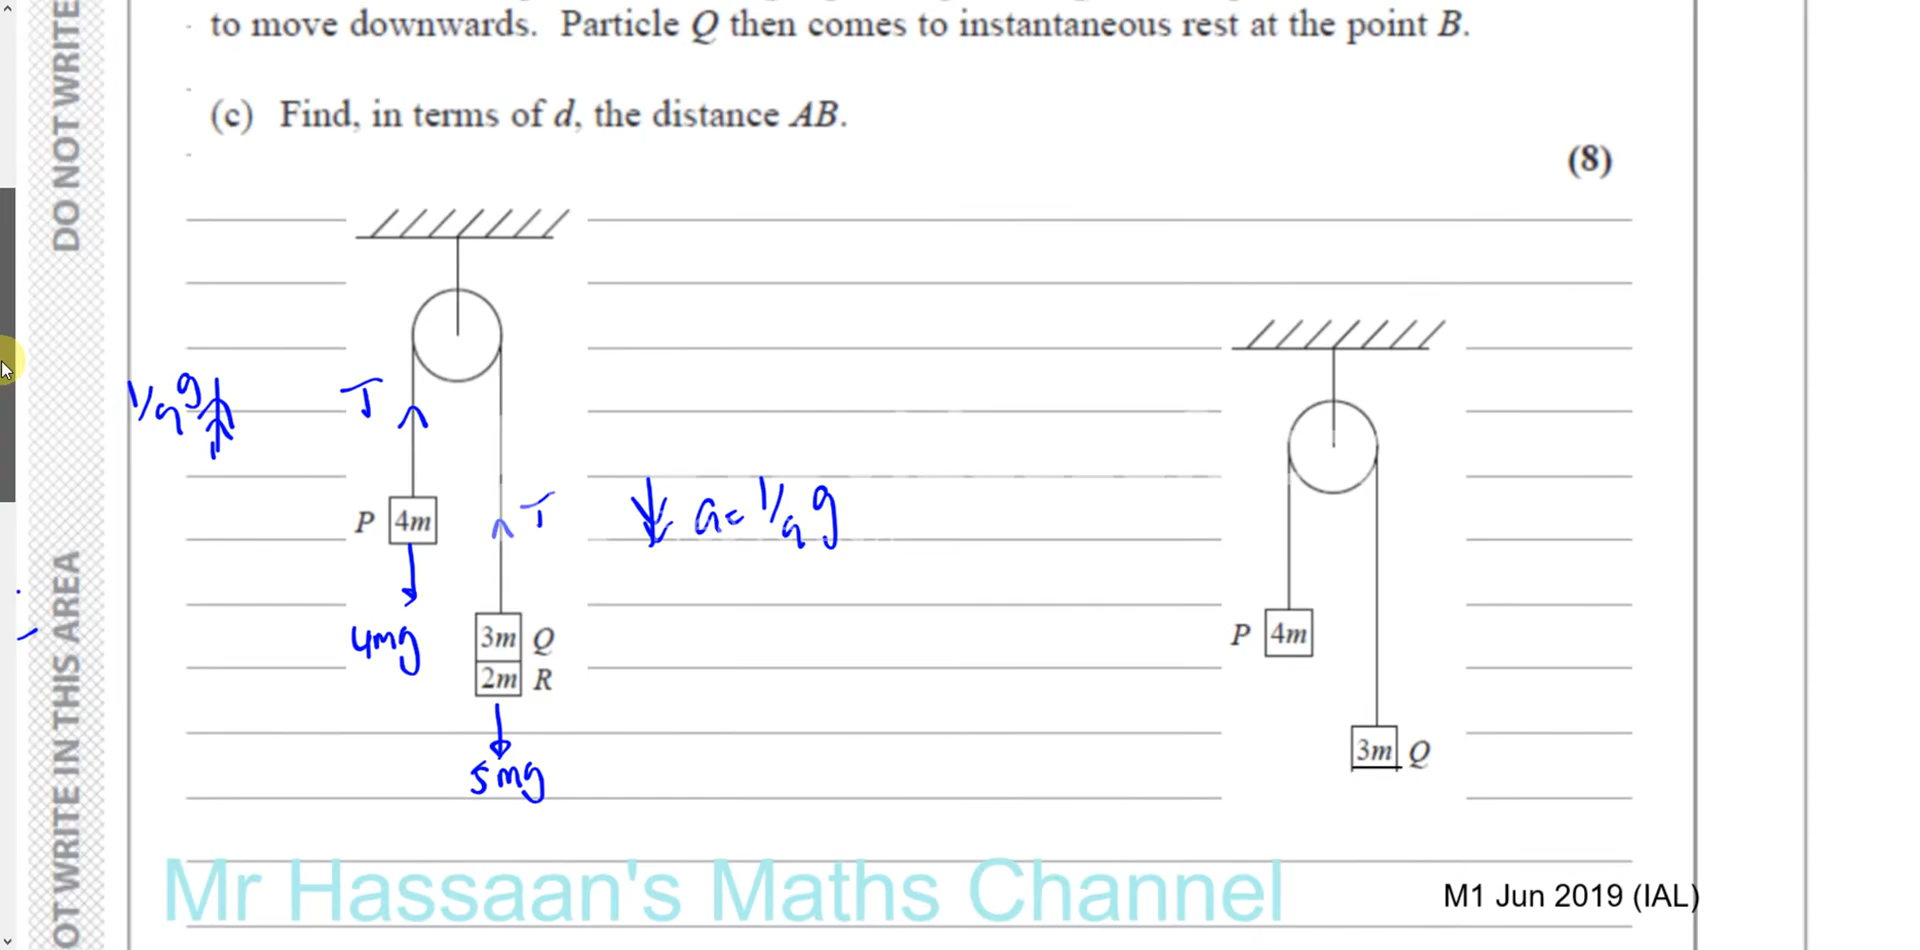 to move downwards. Particle Q then comes to instantaneous rest at the point B.
(c) Find, in terms of d, the distance AB.
(8)
DO NOT WRITE
1/9 g
T
T
P 4m
a = 1/9 g
4mg
3m Q
2m R
5mg
P 4m
3m Q
OT WRITE IN THIS AREA
Mr Hassaan's Maths Channel
M1 Jun 2019 (IAL)